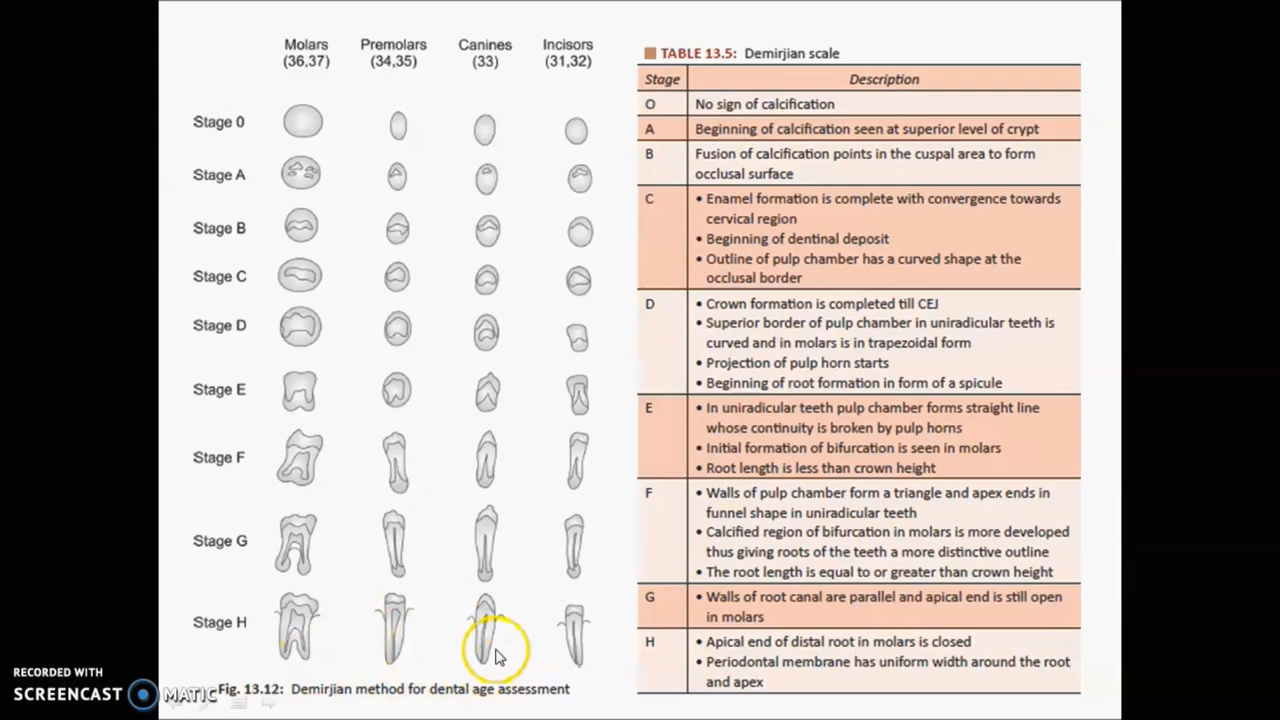 Molars Premolars Canines Incisors
(36,37) (34,35) (33) (31,32)
Stage 0
Stage A
Stage B
Stage C
Stage D
Stage E
Stage F
Stage G
Stage H
Fig. 13.12: Demirjian method for dental age assessment
TABLE 13.5: Demirjian scale
Stage Description
O No sign of calcification
A Beginning of calcification seen at superior level of crypt
B Fusion of calcification points in the cuspal area to form
occlusal surface
C • Enamel formation is complete with convergence towards
cervical region
• Beginning of dentinal deposit
• Outline of pulp chamber has a curved shape at the
occlusal border
D • Crown formation is completed till CEJ
• Superior border of pulp chamber in uniradicular teeth is
curved and in molars is in trapezoidal form
• Projection of pulp horn starts
• Beginning of root formation in form of a spicule
E • In uniradicular teeth pulp chamber forms straight line
whose continuity is broken by pulp horns
• Initial formation of bifurcation is seen in molars
• Root length is less than crown height
F • Walls of pulp chamber form a triangle and apex ends in
funnel shape in uniradicular teeth
• Calcified region of bifurcation in molars is more developed
thus giving roots of the teeth a more distinctive outline
• The root length is equal to or greater than crown height
G • Walls of root canal are parallel and apical end is still open
in molars
H • Apical end of distal root in molars is closed
• Periodontal membrane has uniform width around the root
and apex
RECORDED WITH
SCREENCAST MATIC